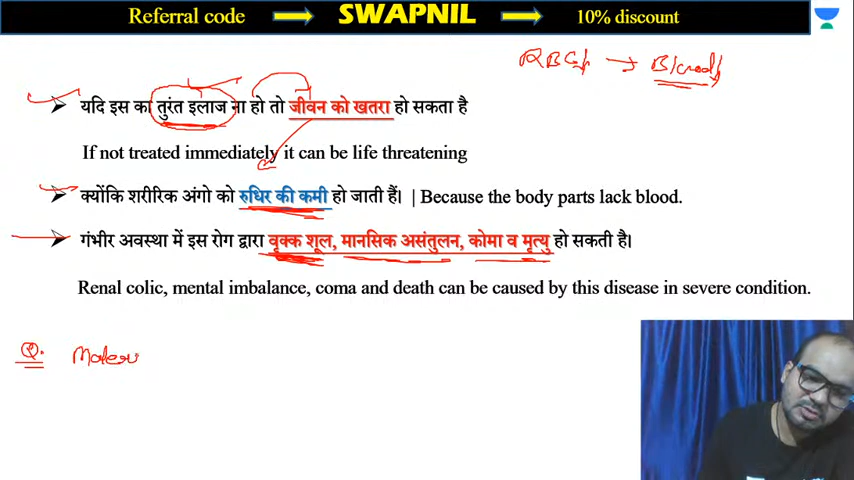 Referral code SWAPNIL 10% discount
RBCs → Blood
यदि इस का तुरंत इलाज ना हो तो जीवन को खतरा हो सकता है
If not treated immediately it can be life threatening
क्योंकि शरीरिक अंगो को रुधिर की कमी हो जाती हैं। | Because the body parts lack blood.
गंभीर अवस्था में इस रोग द्वारा वृक्क शूल, मानसिक असंतुलन, कोमा व मृत्यु हो सकती है।
Renal colic, mental imbalance, coma and death can be caused by this disease in severe condition.
Q.